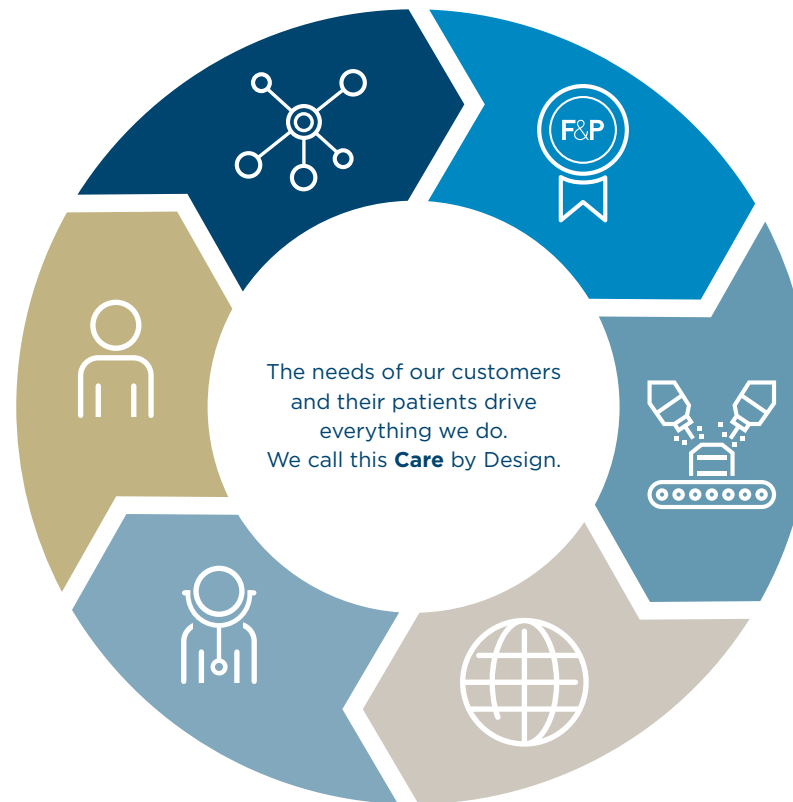 F&P
The needs of our customers
and their patients drive
everything we do.
We call this Care by Design.